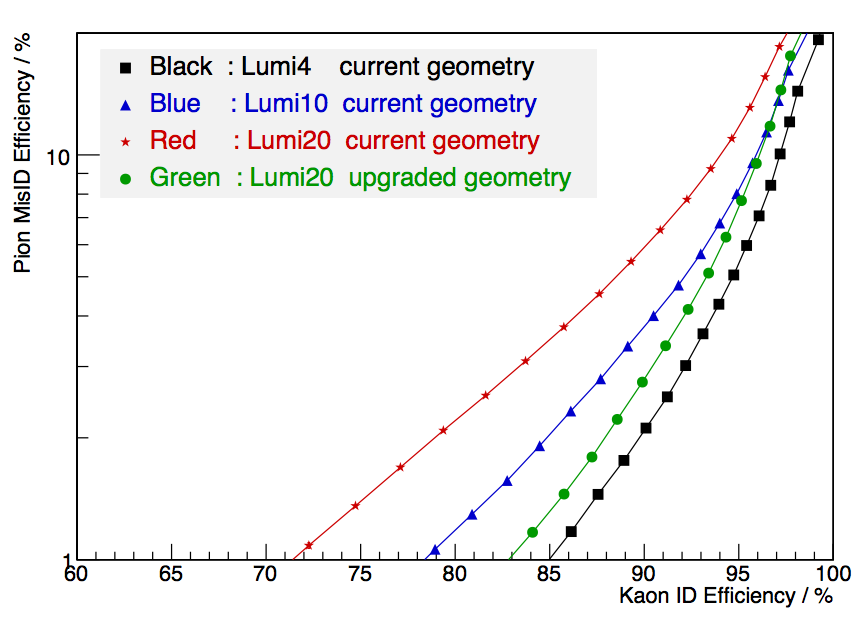 Pion MisID Efficiency / %
Black : Lumi4 current geometry
Blue : Lumi10 current geometry
Red : Lumi20 current geometry
Green : Lumi20 upgraded geometry
10
1
60 65 70 75 80 85 90 95 100
Kaon ID Efficiency / %